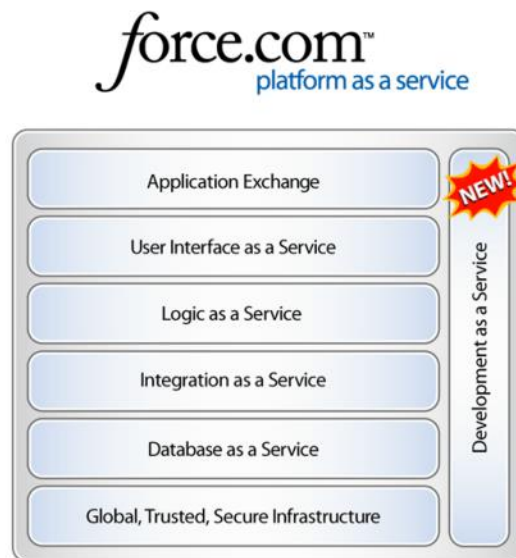 force.com™
platform as a service
Application Exchange
NEW!
User Interface as a Service
Logic as a Service
Integration as a Service
Database as a Service
Global, Trusted, Secure Infrastructure
Development as a Service